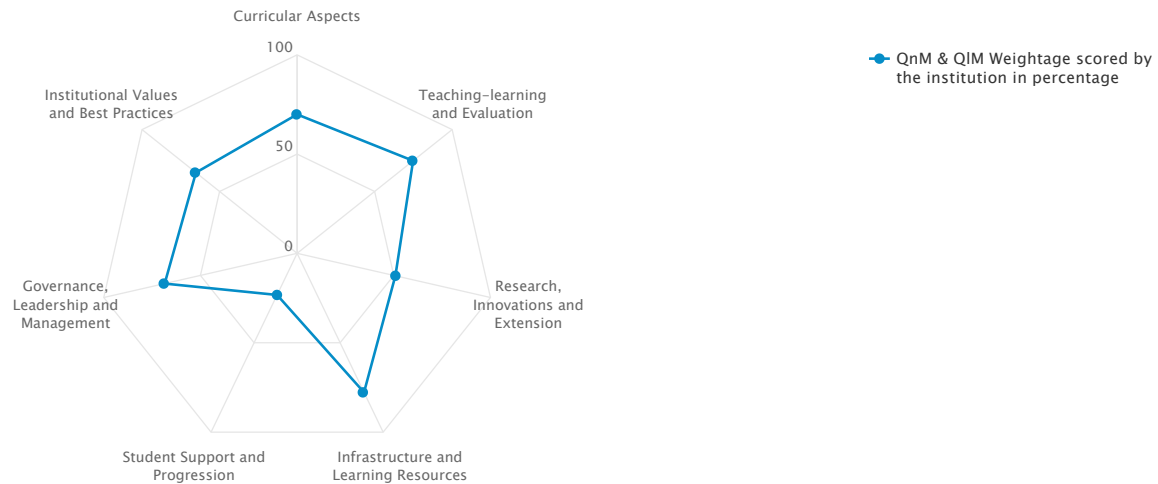 Curricular Aspects
100
50
0
Teaching-learning
and Evaluation
Research,
Innovations and
Extension
Infrastructure and
Learning Resources
Student Support and
Progression
Governance,
Leadership and
Management
Institutional Values
and Best Practices
QnM & QlM Weightage scored by
the institution in percentage